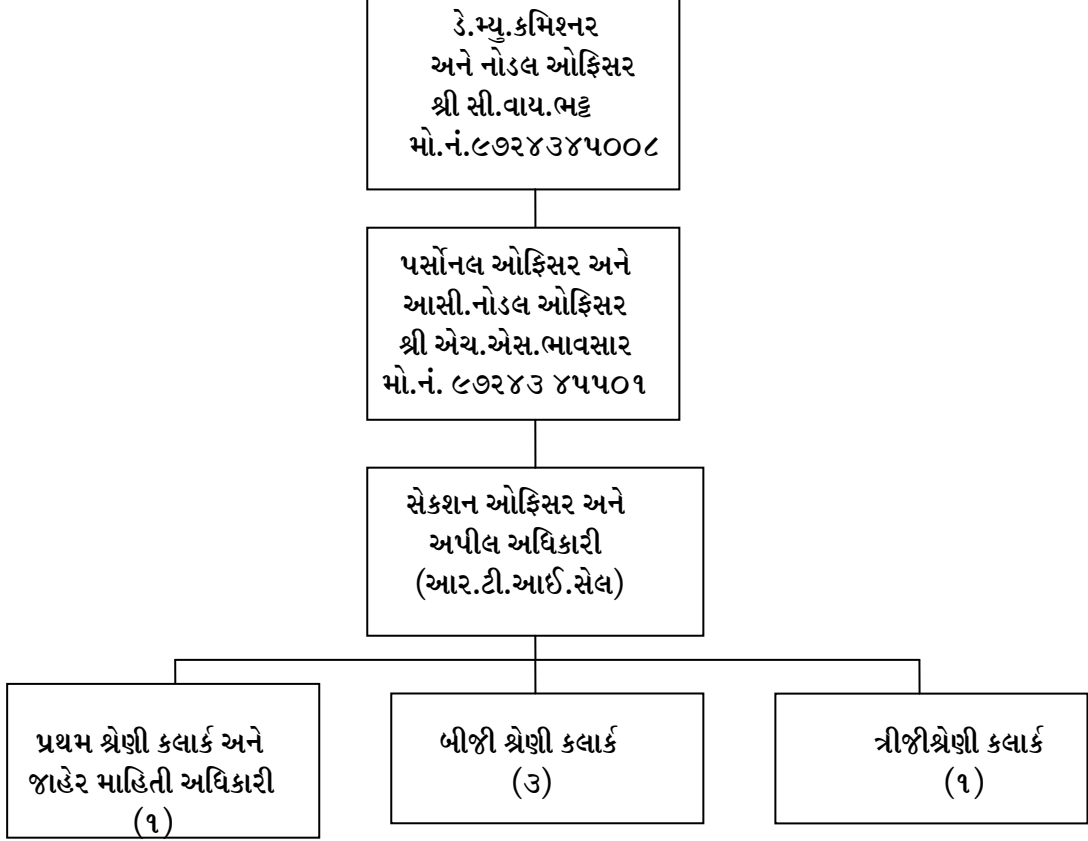 ડે.મ્યુ.કમિશ્નર
અને નોડલ ઓફિસર
શ્રી સી.વાય.ભટ્ટ
મો.નં.૯૭૨૪૩૪૫૦૦૮
પર્સોનલ ઓફિસર અને
આસી.નોડલ ઓફિસર
શ્રી એચ.એસ.ભાવસાર
મો.નં. ૯૭૨૪૩ ૪૫૫૦૧
સેકશન ઓફિસર અને
અપીલ અધિકારી
(આર.ટી.આઈ.સેલ)
પ્રથમ શ્રેણી કલાર્ક અને
જાહેર માહિતી અધિકારી
(૧)
બીજી શ્રેણી કલાર્ક
(૩)
ત્રીજીશ્રેણી કલાર્ક
(૧)